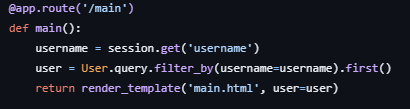 @app.route('/main')
def main():
    username = session.get('username')
    user = User.query.filter_by(username=username).first()
    return render_template('main.html', user=user)